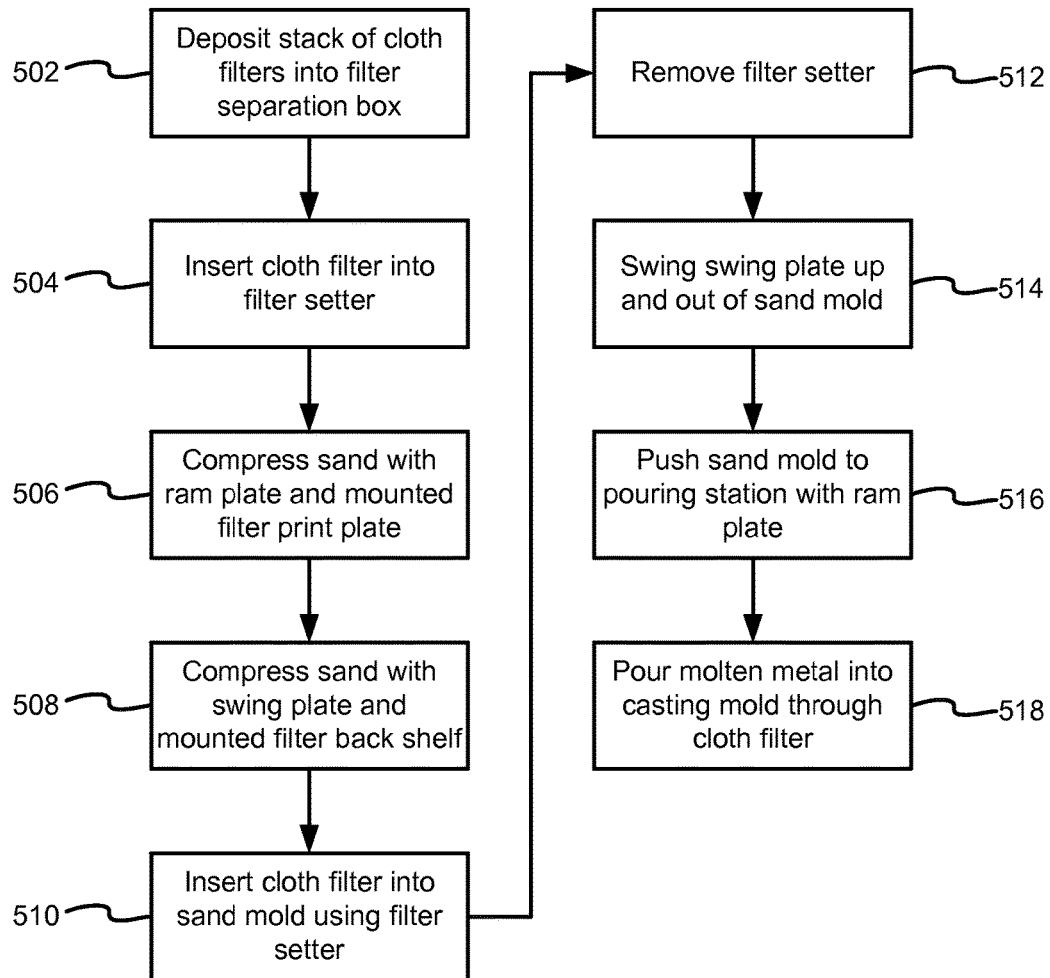 502
Deposit stack of cloth
filters into filter
separation box
504
Insert cloth filter into
filter setter
506
Compress sand with
ram plate and mounted
filter print plate
508
Compress sand with
swing plate and
mounted filter back shelf
510
Insert cloth filter into
sand mold using filter
setter
Remove filter setter
512
Swing swing plate up
and out of sand mold
514
Push sand mold to
pouring station with ram
plate
516
Pour molten metal into
casting mold through
cloth filter
518